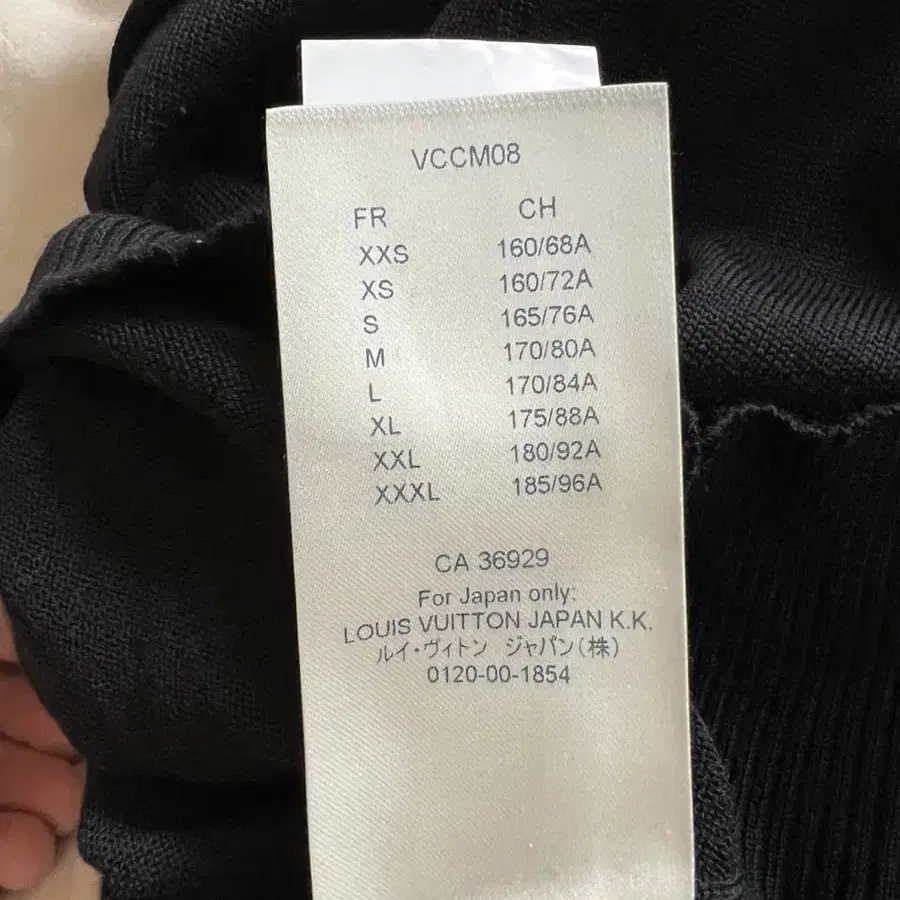 VCCM08
FR CH
XXS 160/68A
XS 160/72A
S 165/76A
M 170/80A
L 170/84A
XL 175/88A
XXL 180/92A
XXXL 185/96A
CA 36929
For Japan only:
LOUIS VUITTON JAPAN K.K.
ルイ・ヴィトン ジャパン(株)
0120-00-1854